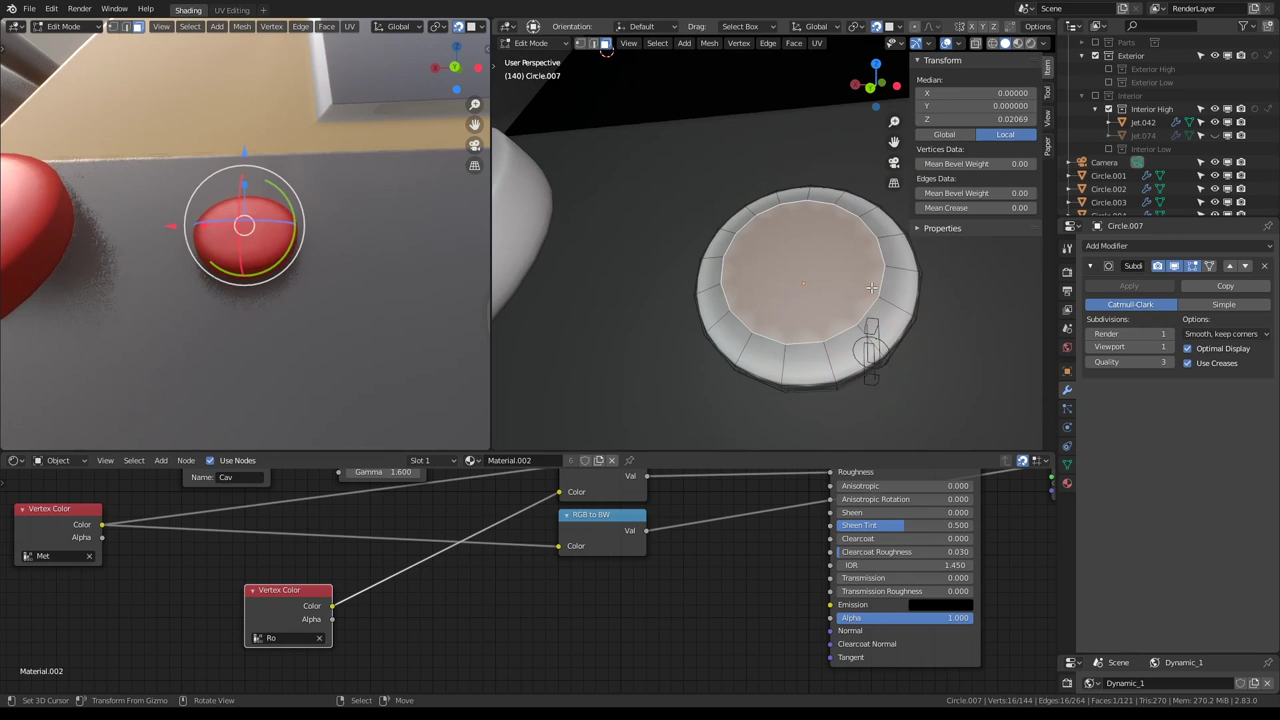 File Edit Render Window Help Shading UV Editing Scene RenderLayer
Edit Mode View Select Add Mesh Vertex Edge Face UV Global
Orientation: Default Drag: Select Box Global Options
Edit Mode View Select Add Mesh Vertex Edge Face UV
User Perspective
(140) Circle.007
Transform
Median:
X 0.00000
Y 0.00000
Z 0.02069
Global Local
Vertices Data:
Mean Bevel Weight 0.00
Edges Data:
Mean Bevel Weight 0.00
Mean Crease 0.00
Properties
Item
Tool
View
Paper
Parts
Exterior
Exterior High
Exterior Low
Interior
Interior High
Jet.042
Jet.074
Interior Low
Camera
Circle.001
Circle.002
Circle.003
Circle.007
Add Modifier
Subdi
Apply Copy
Catmull-Clark Simple
Subdivisions: Options:
Render 1 Smooth, keep corners
Viewport 1 Optimal Display
Quality 3 Use Creases
Object View Select Add Node Use Nodes Slot 1 Material.002 6
Name: Cav
Gamma 1.600
Vertex Color
Color
Alpha
Met
Vertex Color
Color
Alpha
Ro
Val
Color
RGB to BW
Val
Color
Roughness
Anisotropic 0.000
Anisotropic Rotation 0.000
Sheen 0.000
Sheen Tint 0.500
Clearcoat 0.000
Clearcoat Roughness 0.030
IOR 1.450
Transmission 0.000
Transmission Roughness 0.000
Emission
Alpha 1.000
Normal
Clearcoat Normal
Tangent
Material.002
Scene Dynamic_1
Dynamic_1
Set 3D Cursor Transform From Gizmo Rotate View Select Move
Circle.007 | Verts:16/144 | Edges:16/264 | Faces:1/121 | Tris:270 | Mem: 270.2 MiB | 2.83.0